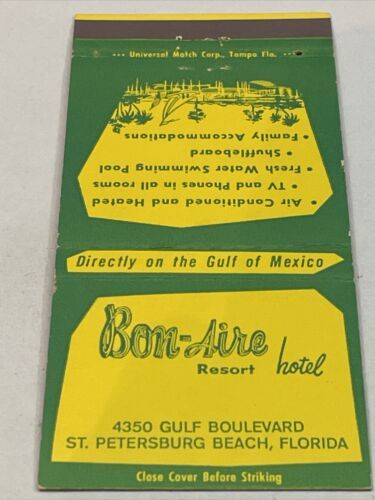 --- Universal Match Corp., Tampa Fla. ---
• Air Conditioned and Heated
• TV and Phones in all rooms
• Fresh Water Swimming Pool
• Shuffleboard
• Family Accommodations
Directly on the Gulf of Mexico
Bon-Aire
Resort hotel
4350 GULF BOULEVARD
ST. PETERSBURG BEACH, FLORIDA
Close Cover Before Striking